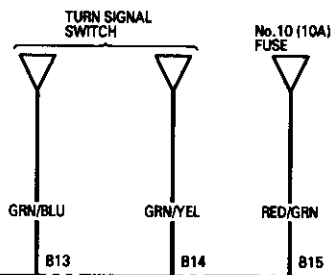 TURN SIGNAL
SWITCH
No.10 (10A)
FUSE
GRN/BLU
GRN/YEL
RED/GRN
B13
B14
B15